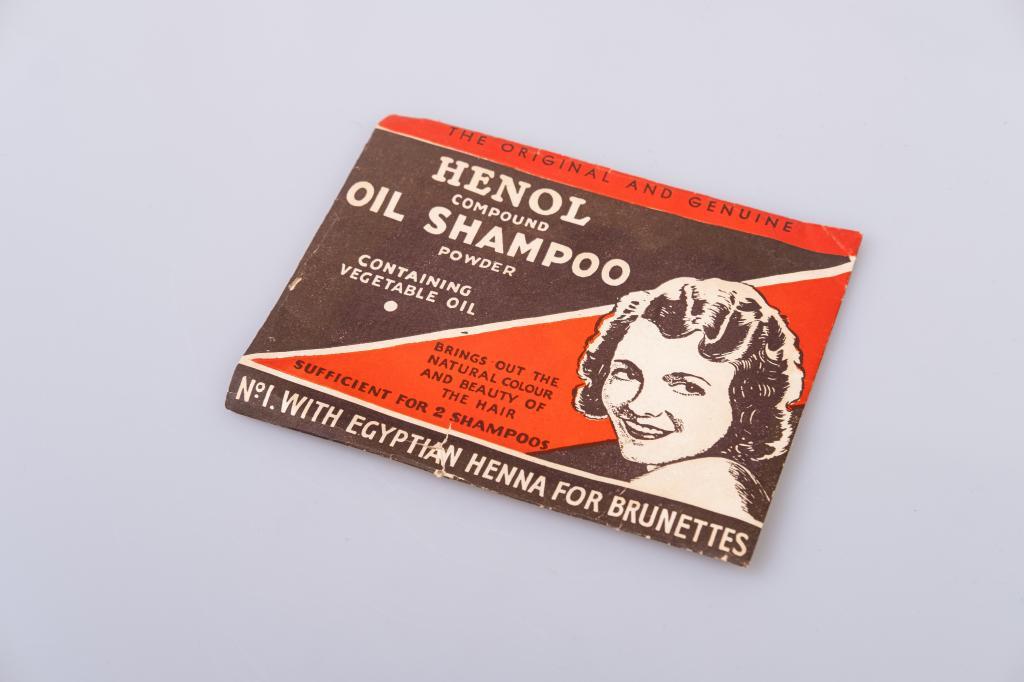 THE ORIGINAL AND GENUINE
HENOL
COMPOUND
OIL SHAMPOO
POWDER
CONTAINING
VEGETABLE OIL
BRINGS OUT THE
NATURAL COLOUR
AND BEAUTY OF
THE HAIR
SUFFICIENT FOR 2 SHAMPOOS
Nº1. WITH EGYPTIAN HENNA FOR BRUNETTES